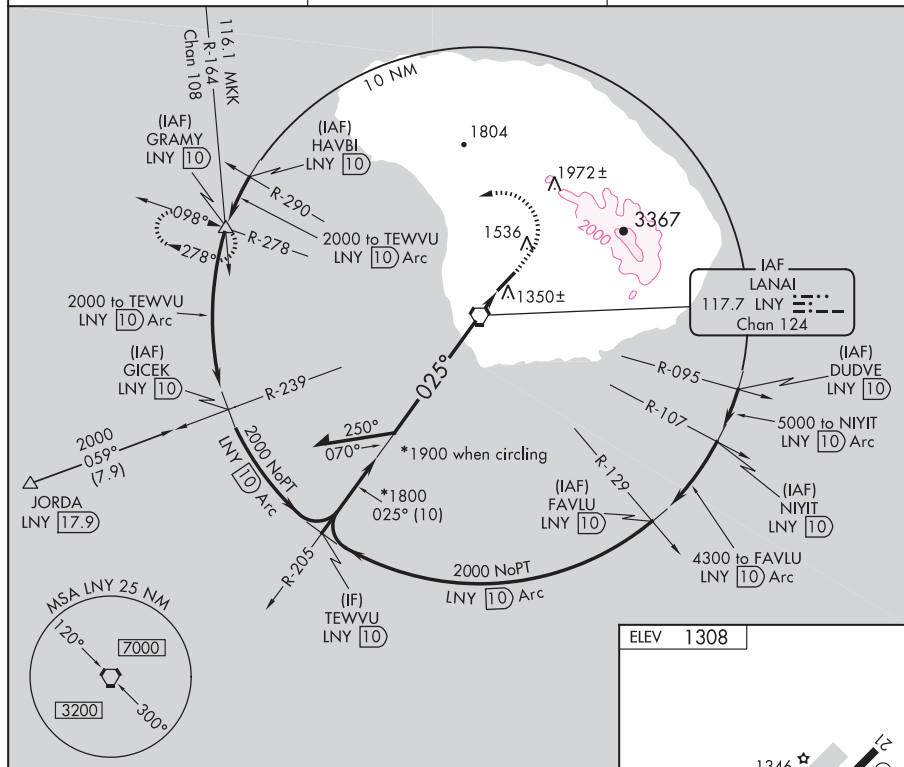 116.1 MKK
R-164
Chan 108
10 NM
(IAF)
GRAMY
LNY 10
(IAF)
HAVBI
LNY 10
R-290
2000 to TEWVU
LNY 10 Arc
098°
278°
R-278
1804
1972±
1536
3367
2000
1350±
IAF
LANAI
117.7 LNY
Chan 124
2000 to TEWVU
LNY 10 Arc
(IAF)
GICEK
LNY 10
R-239
025°
R-095
(IAF)
DUDVE
LNY 10
R-107
5000 to NIYIT
LNY 10 Arc
2000
059°
(7.9)
JORDA
LNY 17.9
2000 NoPT
LNY 10 Arc
250°
070°
*1900 when circling
*1800
025° (10)
R-129
(IAF)
FAVLU
LNY 10
(IAF)
NIYIT
LNY 10
4300 to FAVLU
LNY 10 Arc
R-205
2000 NoPT
LNY 10 Arc
(IF)
TEWVU
LNY 10
MSA LNY 25 NM
120°
7000
3200
300°
ELEV 1308
21
1346